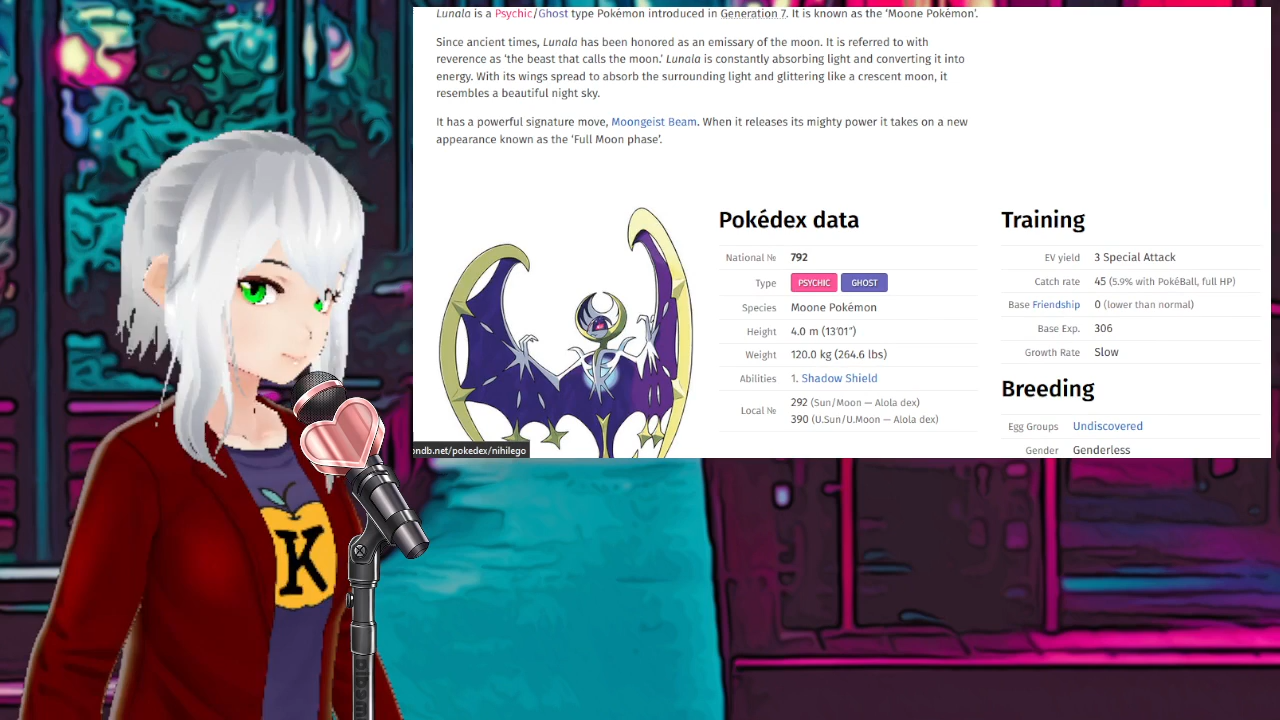 Lunala is a Psychic/Ghost type Pokémon introduced in Generation 7. It is known as the ‘Moone Pokémon’.
Since ancient times, Lunala has been honored as an emissary of the moon. It is referred to with
reverence as ‘the beast that calls the moon.’ Lunala is constantly absorbing light and converting it into
energy. With its wings spread to absorb the surrounding light and glittering like a crescent moon, it
resembles a beautiful night sky.
It has a powerful signature move, Moongeist Beam. When it releases its mighty power it takes on a new
appearance known as the ‘Full Moon phase’.
Pokédex data
National № 792
Type PSYCHIC GHOST
Species Moone Pokémon
Height 4.0 m (13′01″)
Weight 120.0 kg (264.6 lbs)
Abilities 1. Shadow Shield
Local № 292 (Sun/Moon — Alola dex)
390 (U.Sun/U.Moon — Alola dex)
Training
EV yield 3 Special Attack
Catch rate 45 (5.9% with PokéBall, full HP)
Base Friendship 0 (lower than normal)
Base Exp. 306
Growth Rate Slow
Breeding
Egg Groups Undiscovered
Gender Genderless
ondb.net/pokedex/nihilego
K